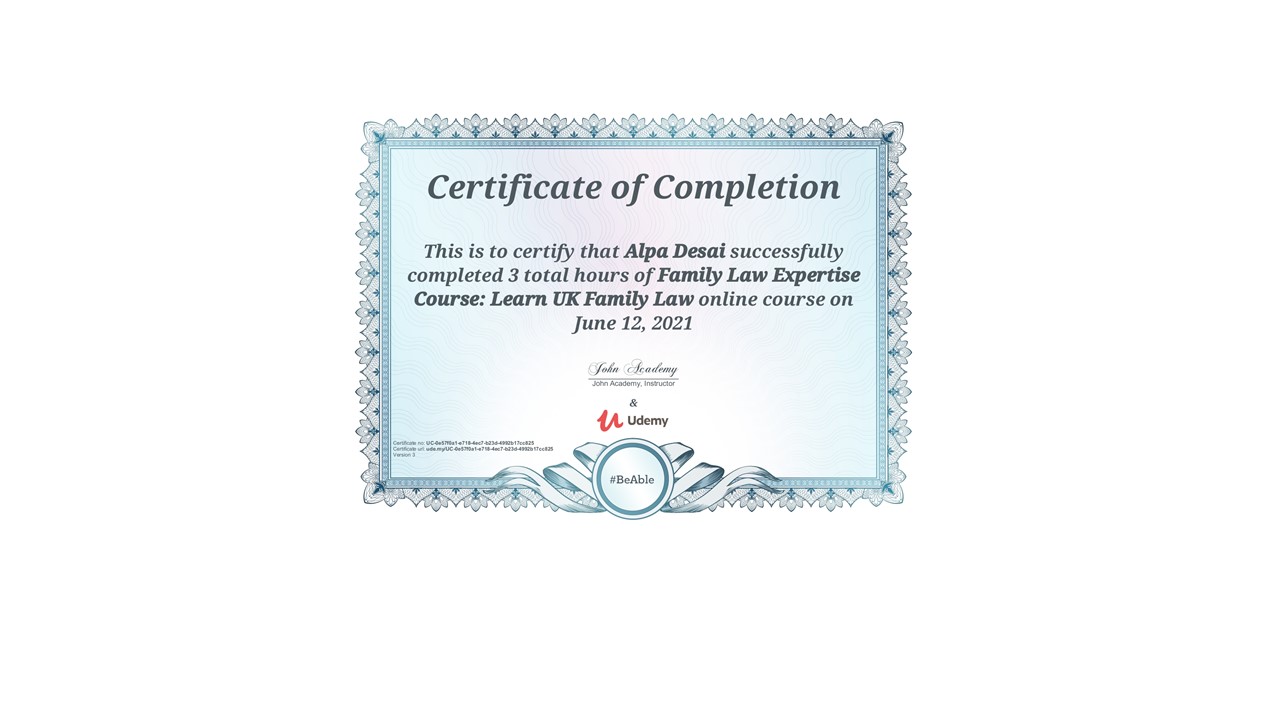 Certificate of Completion
This is to certify that Alpa Desai successfully
completed 3 total hours of Family Law Expertise
Course: Learn UK Family Law online course on
June 12, 2021
John Academy
John Academy, Instructor
&
Udemy
Certificate no: UC-0e57f0a1-e718-4ec7-b23d-4992b17cc825
Certificate url: ude.my/UC-0e57f0a1-e718-4ec7-b23d-4992b17cc825
Version 3
#BeAble